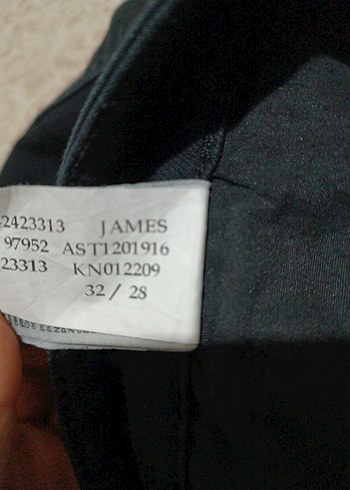 2423313 JAMES
97952 AST1201916
23313 KN012209
32 / 28